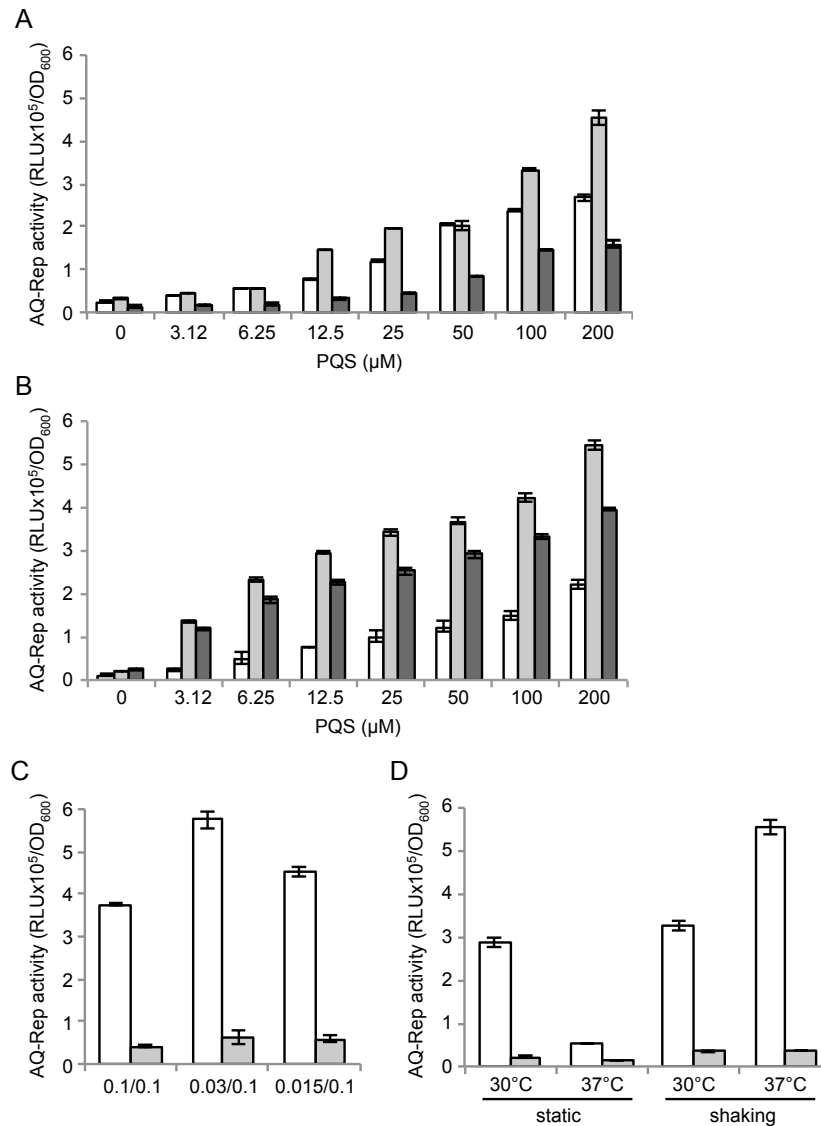 A
AQ-Rep activity (RLUx10⁵/OD₆₀₀)
6
5
4
3
2
1
0
0 3.12 6.25 12.5 25 50 100 200
PQS (µM)
B
AQ-Rep activity (RLUx10⁵/OD₆₀₀)
6
5
4
3
2
1
0
0 3.12 6.25 12.5 25 50 100 200
PQS (µM)
C
AQ-Rep activity (RLUx10⁵/OD₆₀₀)
6
5
4
3
2
1
0
0.1/0.1 0.03/0.1 0.015/0.1
D
AQ-Rep activity (RLUx10⁵/OD₆₀₀)
6
5
4
3
2
1
0
30°C 37°C 30°C 37°C
static shaking